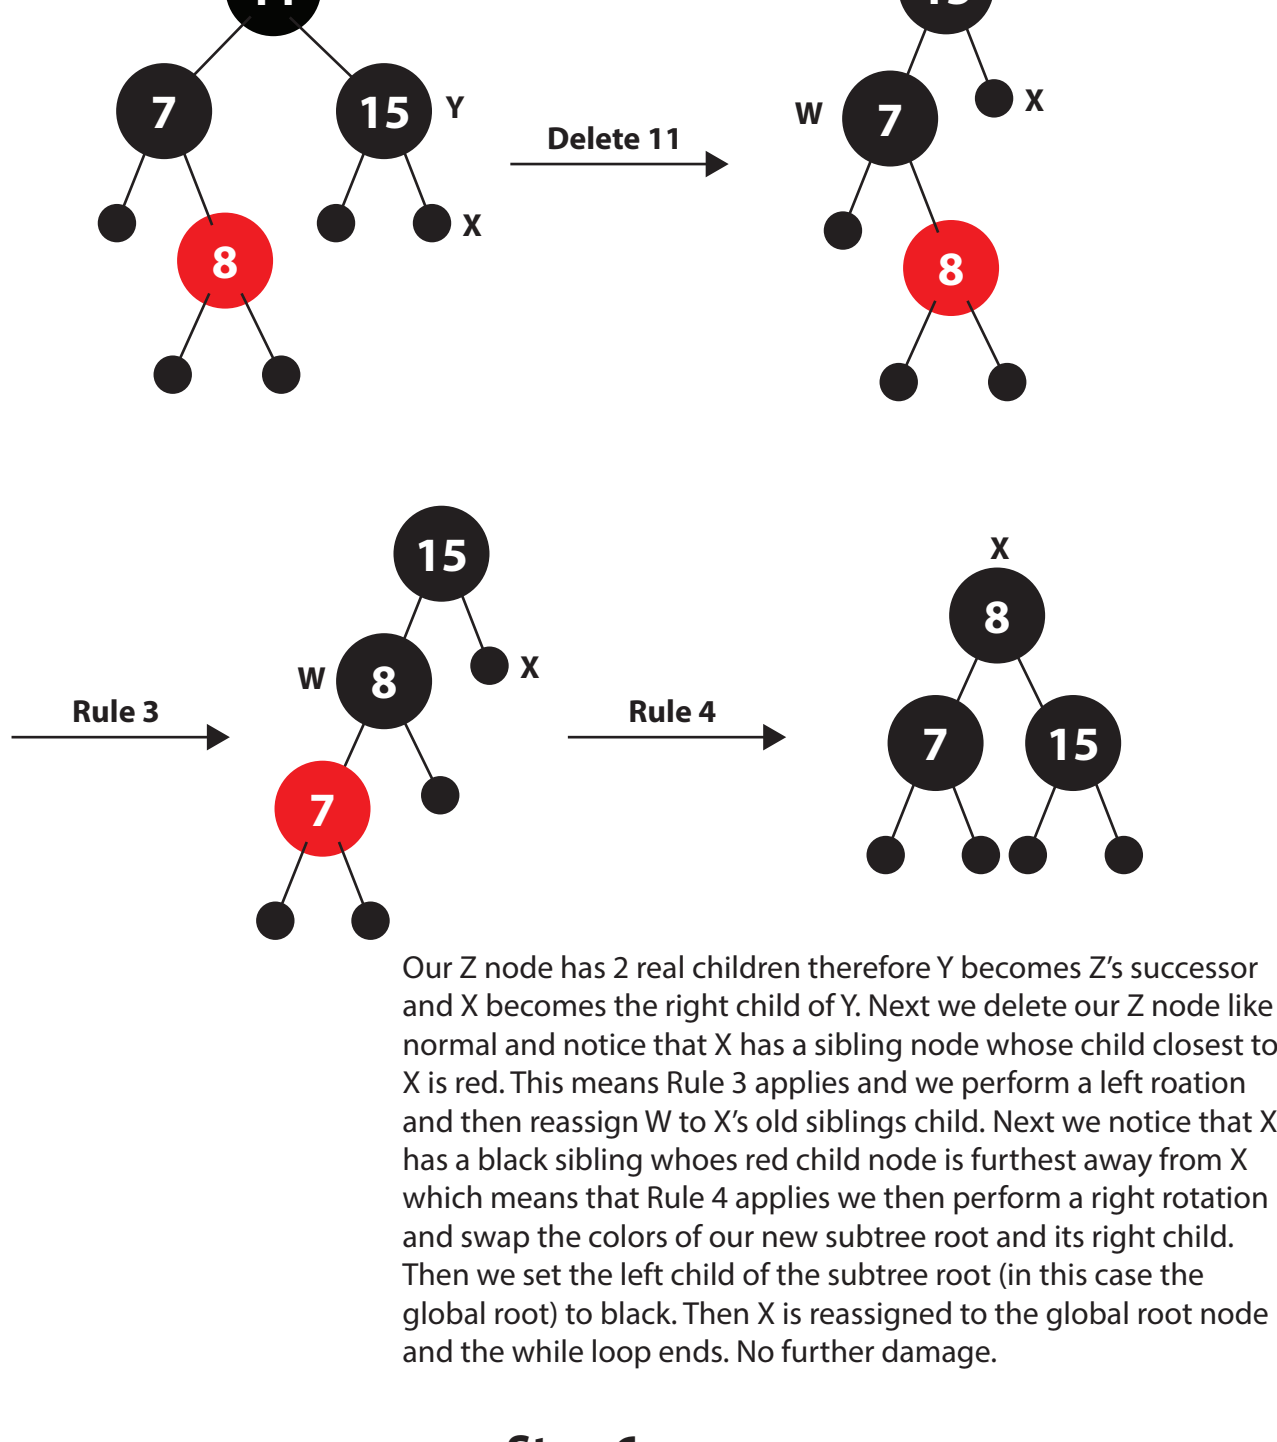 11
15
7
15
Y
W
7
X
Delete 11
X
8
8
15
X
8
W
8
X
Rule 3
Rule 4
7
15
7
Our Z node has 2 real children therefore Y becomes Z’s successor
and X becomes the right child of Y. Next we delete our Z node like
normal and notice that X has a sibling node whose child closest to
X is red. This means Rule 3 applies and we perform a left roation
and then reassign W to X’s old siblings child. Next we notice that X
has a black sibling whoes red child node is furthest away from X
which means that Rule 4 applies we then perform a right rotation
and swap the colors of our new subtree root and its right child.
Then we set the left child of the subtree root (in this case the
global root) to black. Then X is reassigned to the global root node
and the while loop ends. No further damage.